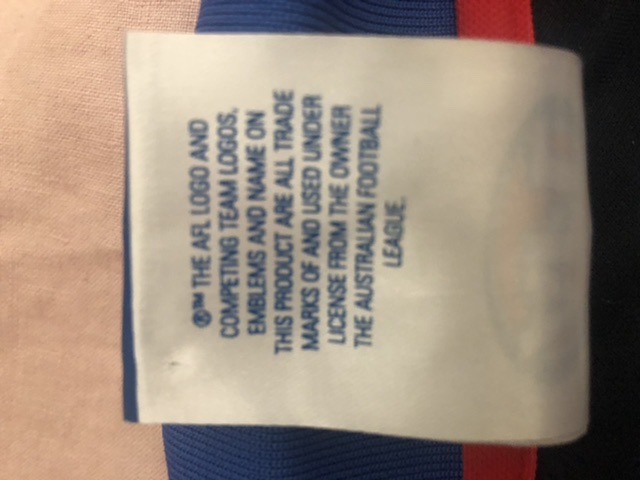 ®™ THE AFL LOGO AND
COMPETING TEAM LOGOS,
EMBLEMS AND NAME ON
THIS PRODUCT ARE ALL TRADE
MARKS OF AND USED UNDER
LICENSE FROM THE OWNER
THE AUSTRALIAN FOOTBALL
LEAGUE.